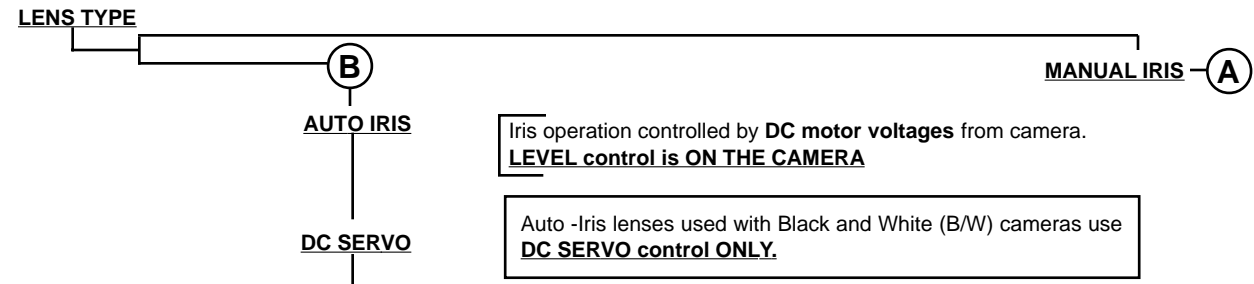 LENS TYPE
B
MANUAL IRIS
A
AUTO IRIS
Iris operation controlled by DC motor voltages from camera.
LEVEL control is ON THE CAMERA
DC SERVO
Auto -Iris lenses used with Black and White (B/W) cameras use
DC SERVO control ONLY.